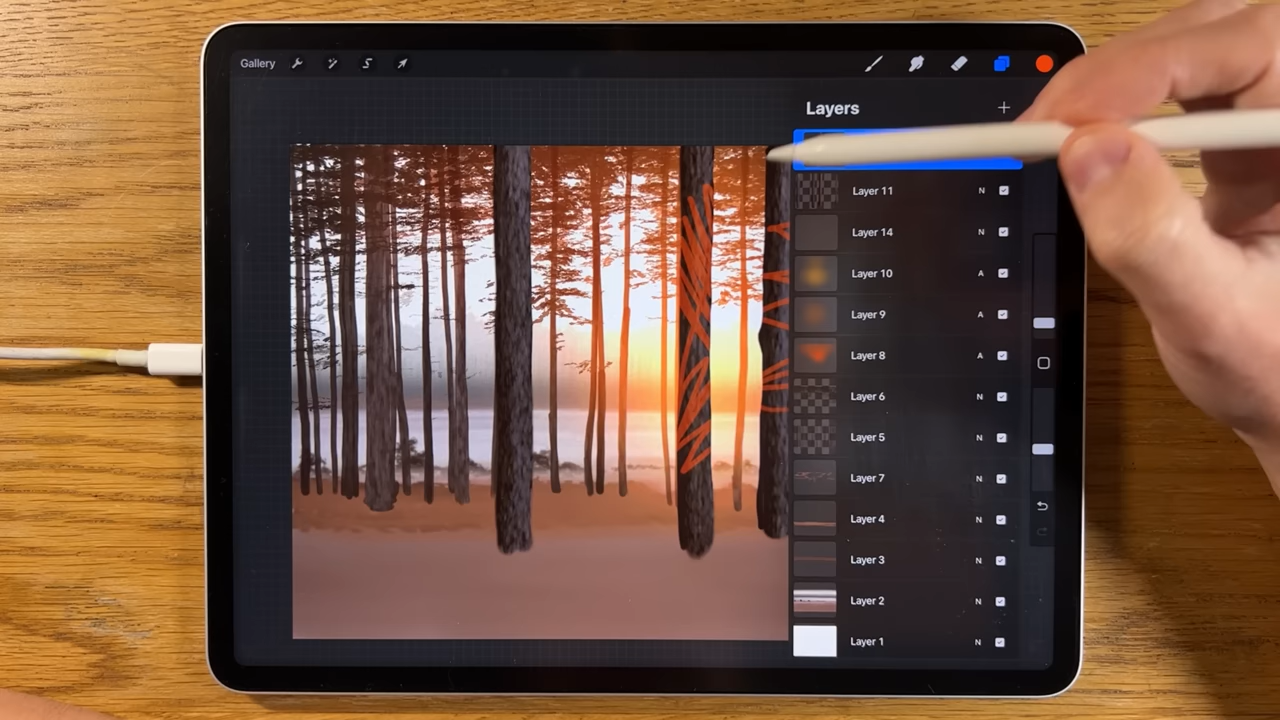 Gallery
Layers
Layer 11 N
Layer 14 N
Layer 10 A
Layer 9 A
Layer 8 A
Layer 6 N
Layer 5 N
Layer 7 N
Layer 4 N
Layer 3 N
Layer 2 N
Layer 1 N